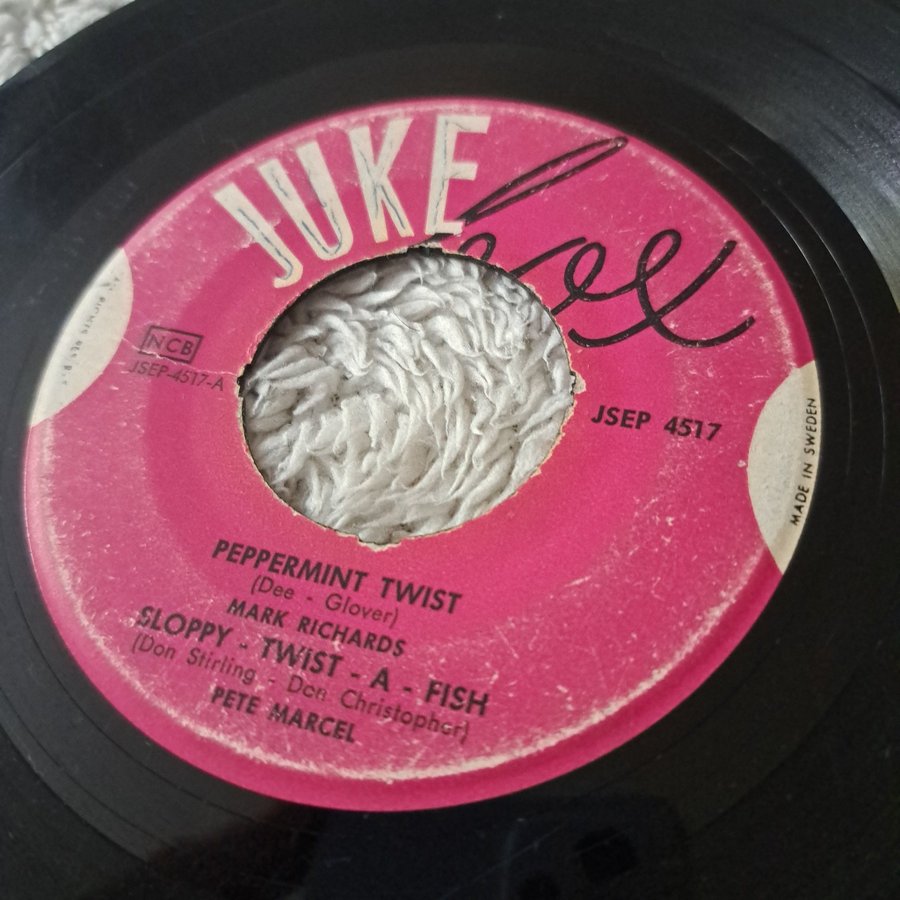 JUKE box
NCB
JSEP-4517-A
JSEP 4517
MADE IN SWEDEN
PEPPERMINT TWIST
(Dee - Glover)
MARK RICHARDS
SLOPPY - TWIST - A - FISH
(Don Stirling - Don Christopher)
PETE MARCEL